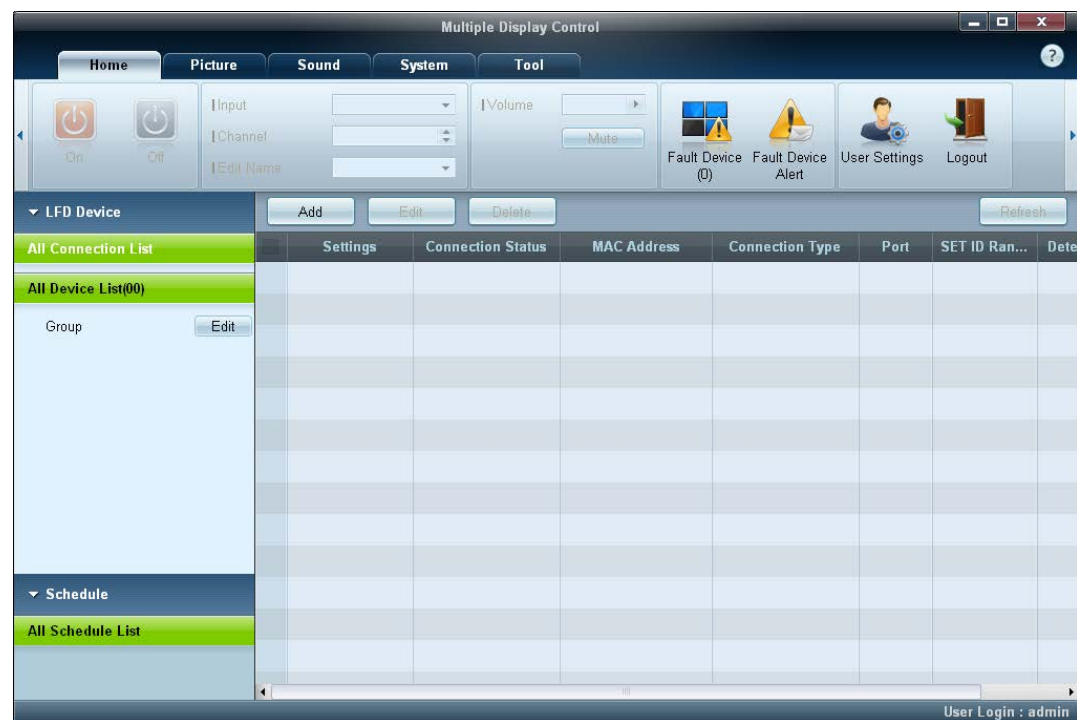 Multiple Display Control
Home Picture Sound System Tool
Input
Channel
Edit Name
On Off
Volume
Mute
Fault Device (0)
Fault Device Alert
User Settings
Logout
LFD Device
Add Edit Delete Refresh
All Connection List
Settings Connection Status MAC Address Connection Type Port SET ID Ran... Dete
All Device List(00)
Group Edit
Schedule
All Schedule List
User Login : admin